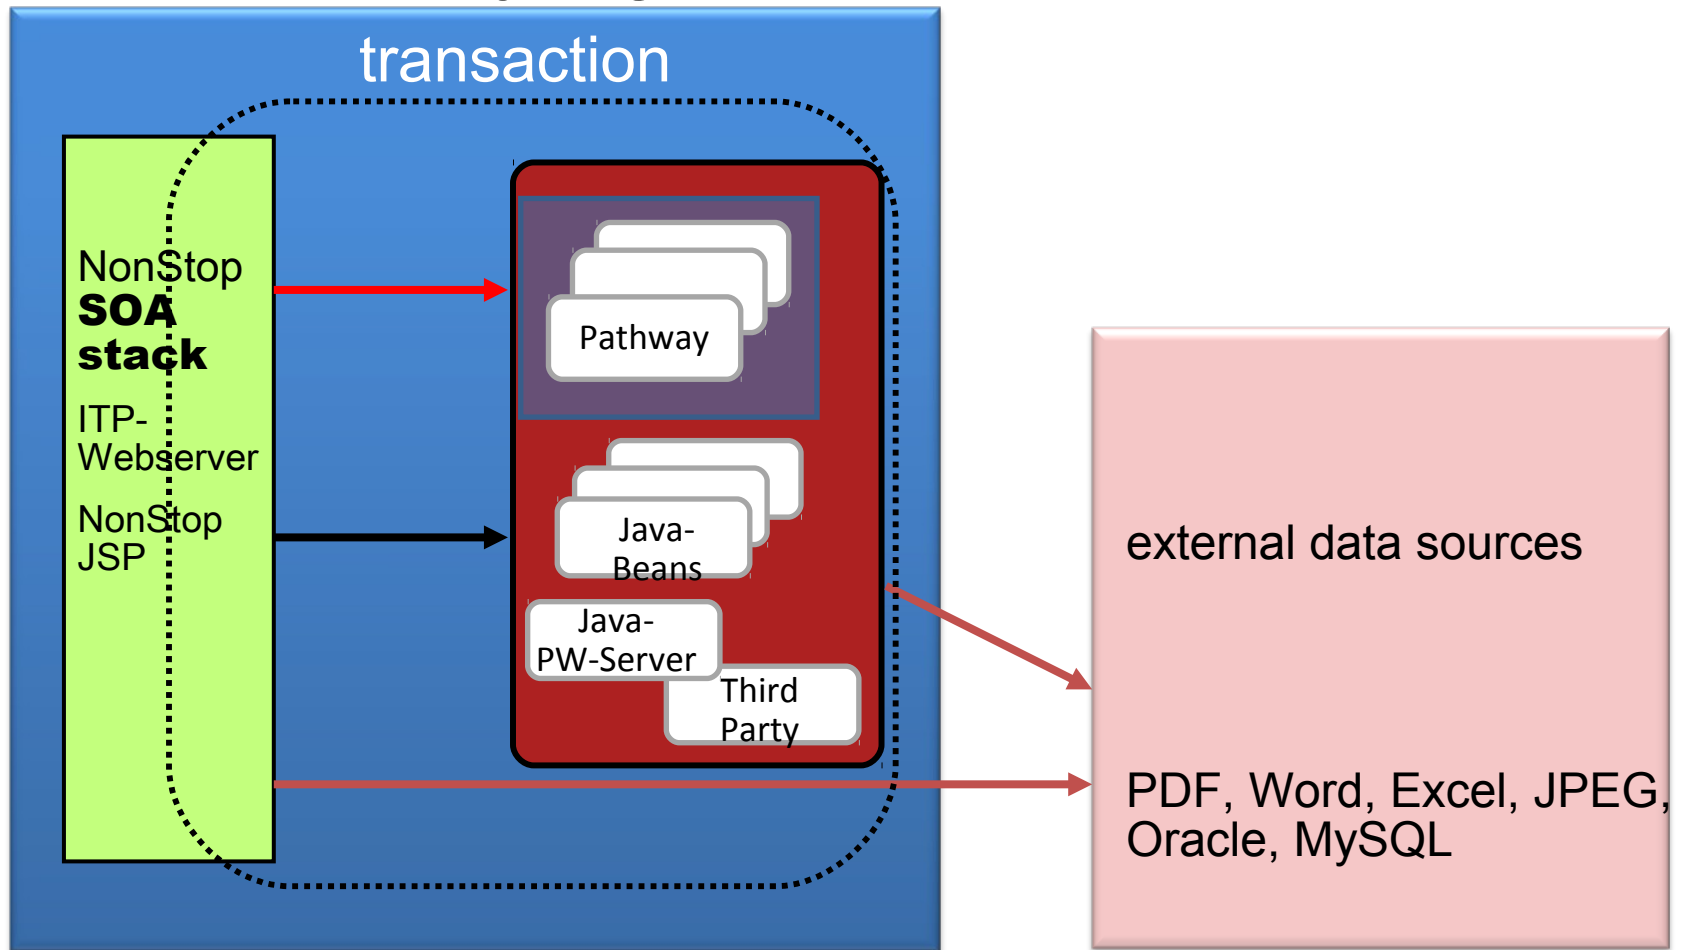 transaction
NonStop
SOA
stack
ITP-
Webserver
NonStop
JSP
Pathway
Java-
Beans
Java-
PW-Server
Third
Party
external data sources
PDF, Word, Excel, JPEG,
Oracle, MySQL